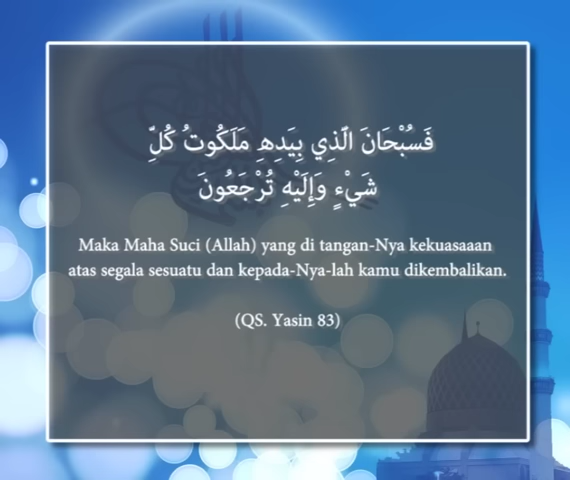 فَسُبْحَانَ الَّذِي بِيَدِهِ مَلَكُوتُ كُلِّ
شَيْءٍ وَإِلَيْهِ تُرْجَعُونَ
Maka Maha Suci (Allah) yang di tangan-Nya kekuasaaan
atas segala sesuatu dan kepada-Nya-lah kamu dikembalikan.
(QS. Yasin 83)